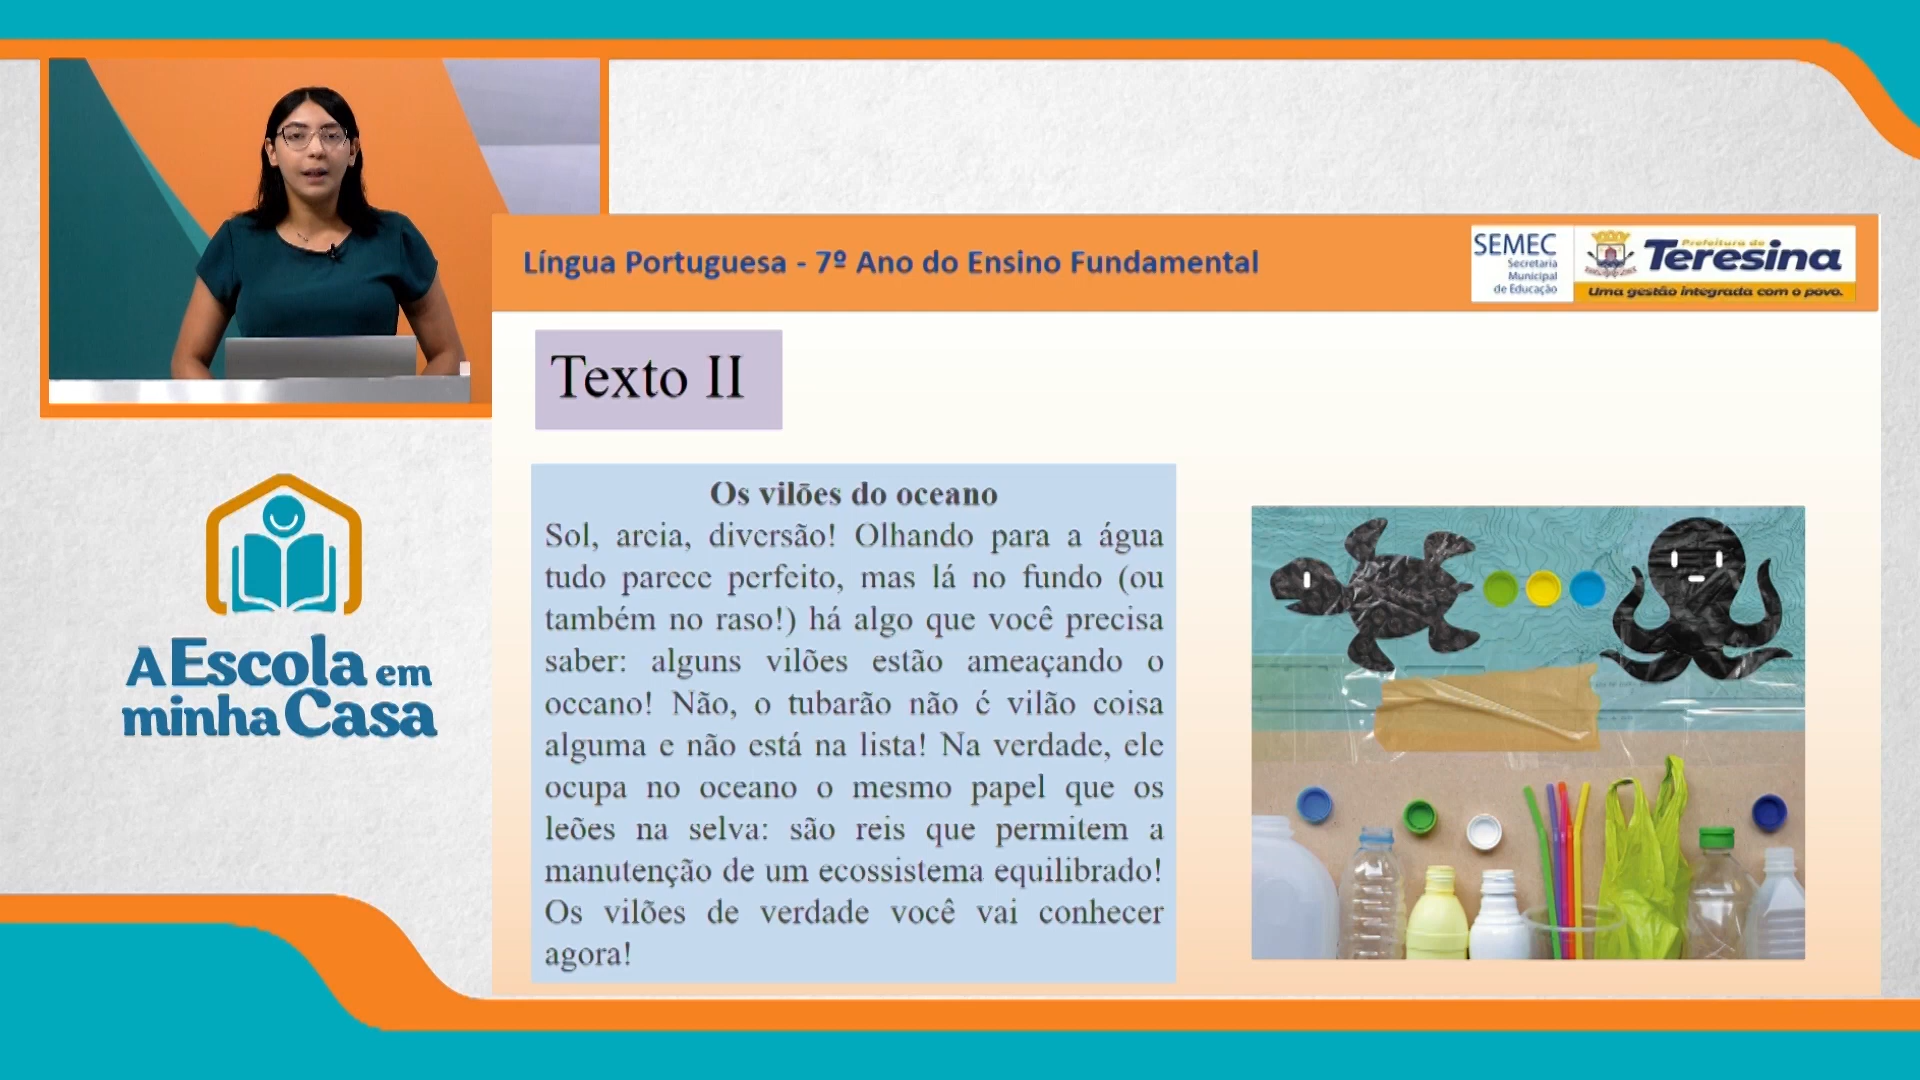 Língua Portuguesa - 7º Ano do Ensino Fundamental
SEMEC
Secretaria
Municipal
de Educação
Prefeitura de
Teresina
Uma gestão integrada com o povo.
Texto II
Os vilões do oceano
Sol, areia, diversão! Olhando para a água
tudo parece perfeito, mas lá no fundo (ou
também no raso!) há algo que você precisa
saber: alguns vilões estão ameaçando o
oceano! Não, o tubarão não é vilão coisa
alguma e não está na lista! Na verdade, ele
ocupa no oceano o mesmo papel que os
leões na selva: são reis que permitem a
manutenção de um ecossistema equilibrado!
Os vilões de verdade você vai conhecer
agora!
A Escola em
minha Casa